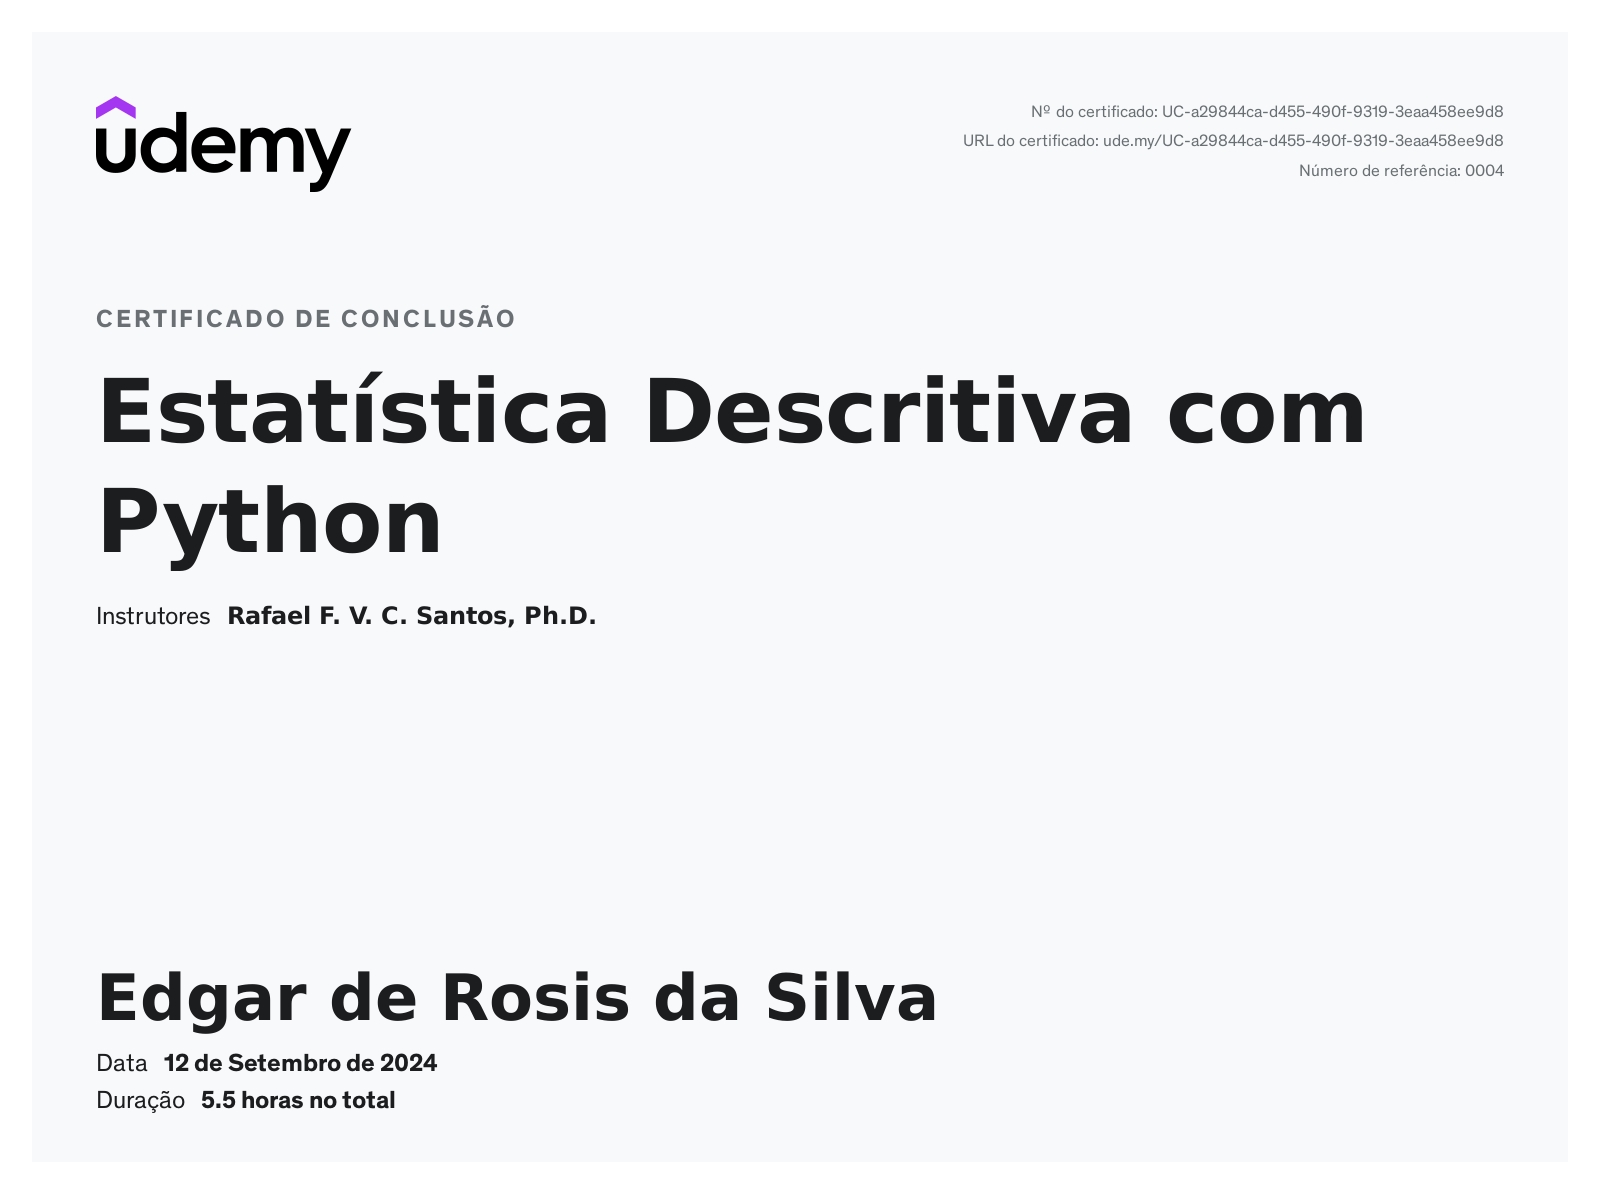 udemy
Nº do certificado: UC-a29844ca-d455-490f-9319-3eaa458ee9d8
URL do certificado: ude.my/UC-a29844ca-d455-490f-9319-3eaa458ee9d8
Número de referência: 0004
CERTIFICADO DE CONCLUSÃO
Estatística Descritiva com
Python
Instrutores Rafael F. V. C. Santos, Ph.D.
Edgar de Rosis da Silva
Data 12 de Setembro de 2024
Duração 5.5 horas no total